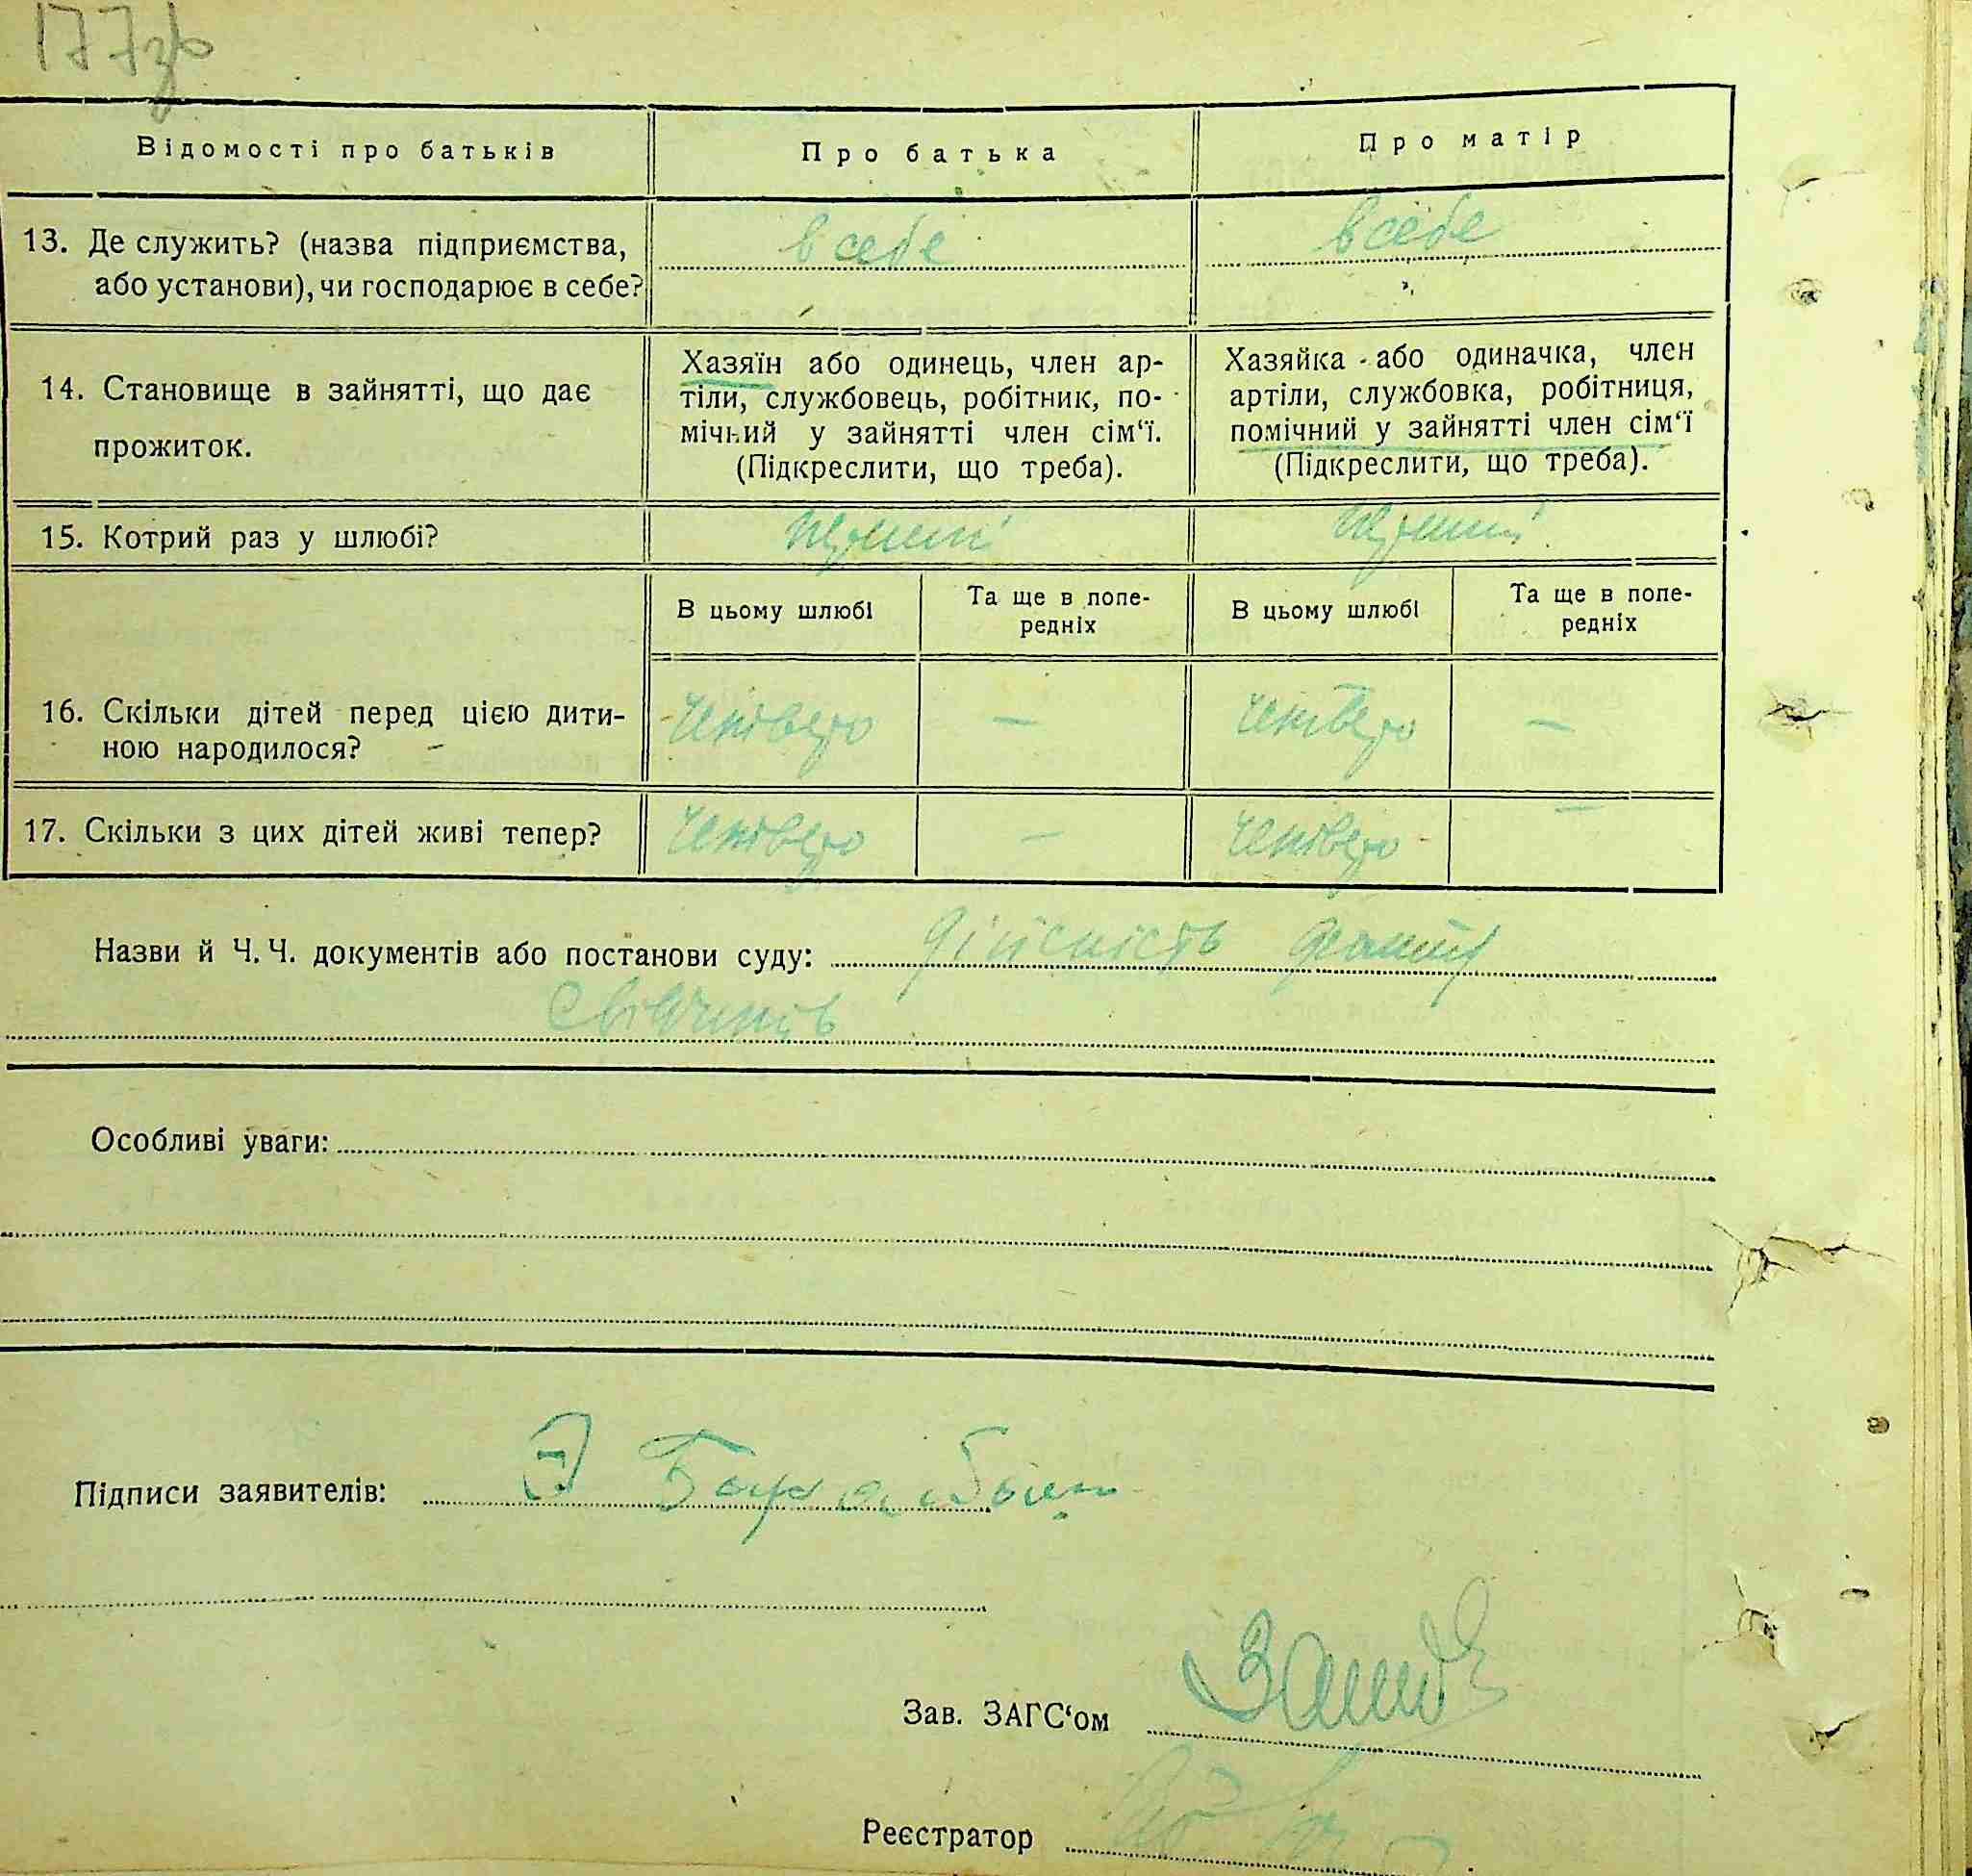 177зв
Відомості про батьків Про батька Про матір
13. Де служить? (назва підприємства, в себе в себе
або установи), чи господарює в себе?
14. Становище в зайнятті, що дає
прожиток.
Хазяїн або одинець, член ар-
тіли, службовець, робітник, по-
мічний у зайнятті член сім‘ї.
(Підкреслити, що треба).
Хазяйка або одиначка, член
артіли, службовка, робітниця,
помічний у зайнятті член сім‘ї
(Підкреслити, що треба).
15. Котрий раз у шлюбі? перший перший
В цьому шлюбі Та ще в попе-
редніх
В цьому шлюбі Та ще в попе-
редніх
16. Скільки дітей перед цією дити- четверо — четверо —
ною народилося?
17. Скільки з цих дітей живі тепер? четверо — четверо —
Назви й Ч. Ч. документів або постанови суду: дійсність факту
свідчить
Особливі уваги:
Підписи заявителів:
Зав. ЗАГС‘ом
Реєстратор